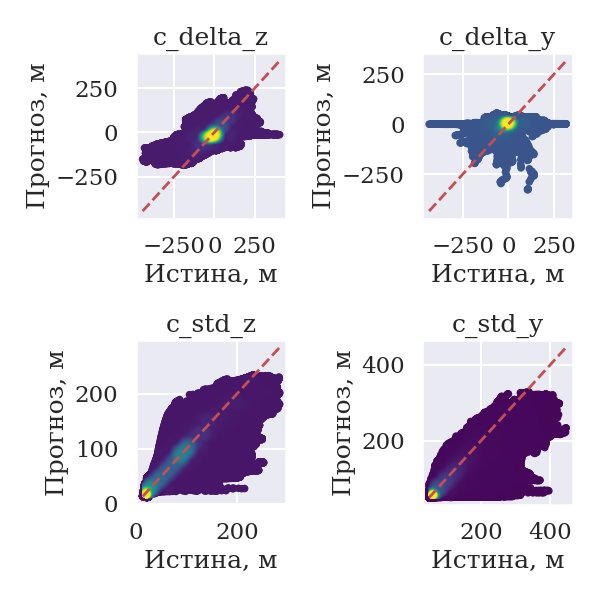 c_delta_z
c_delta_y
Прогноз, м
250
0
−250
−250 0 250
Истина, м
Прогноз, м
250
0
−250
−250 0 250
Истина, м
c_std_z
c_std_y
Прогноз, м
200
100
0
0 200
Истина, м
Прогноз, м
400
200
200 400
Истина, м